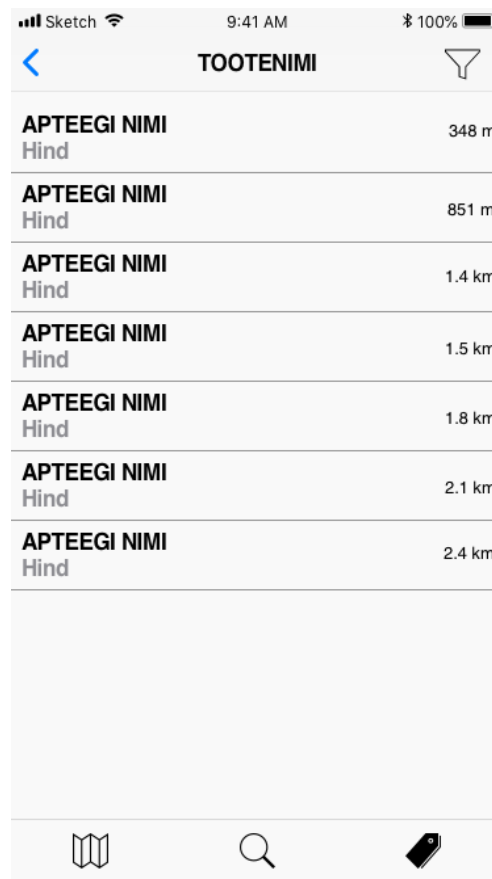 Sketch 9:41 AM 100%
TOOTENIMI
APTEEGI NIMI
Hind
348 m
APTEEGI NIMI
Hind
851 m
APTEEGI NIMI
Hind
1.4 km
APTEEGI NIMI
Hind
1.5 km
APTEEGI NIMI
Hind
1.8 km
APTEEGI NIMI
Hind
2.1 km
APTEEGI NIMI
Hind
2.4 km